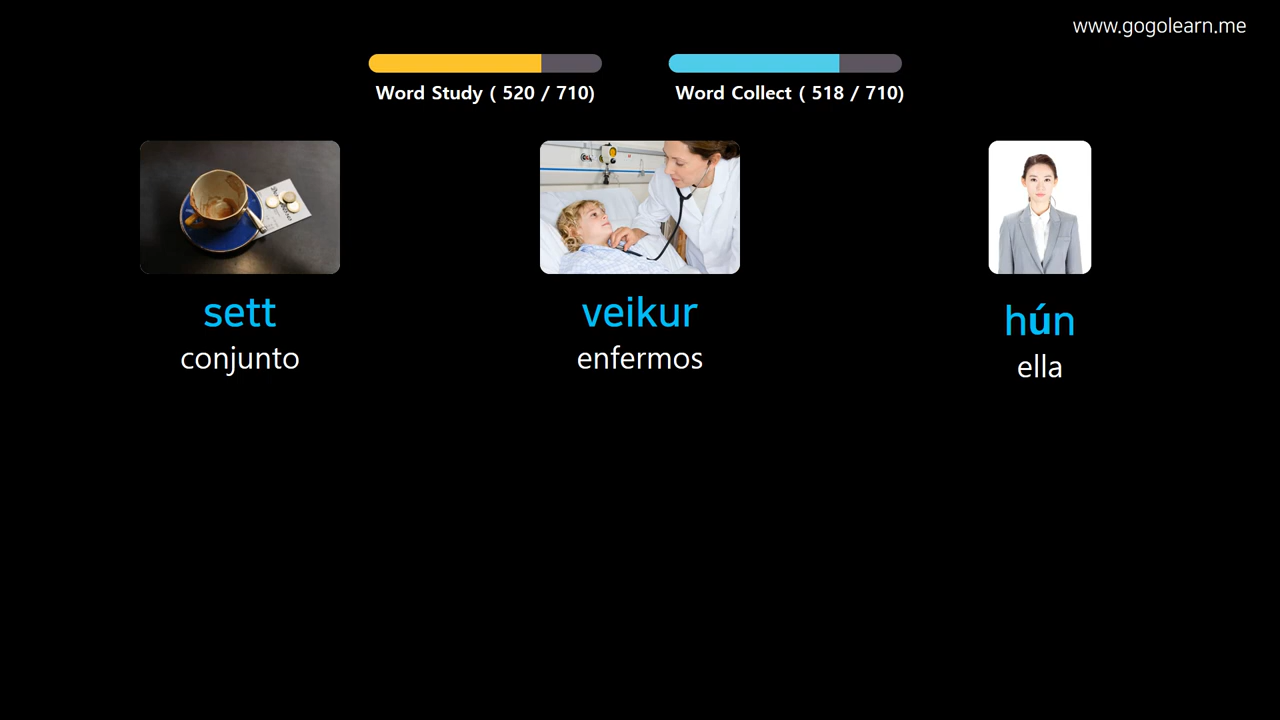 www.gogolearn.me
Word Study ( 520 / 710)
Word Collect ( 518 / 710)
sett
conjunto
veikur
enfermos
hún
ella